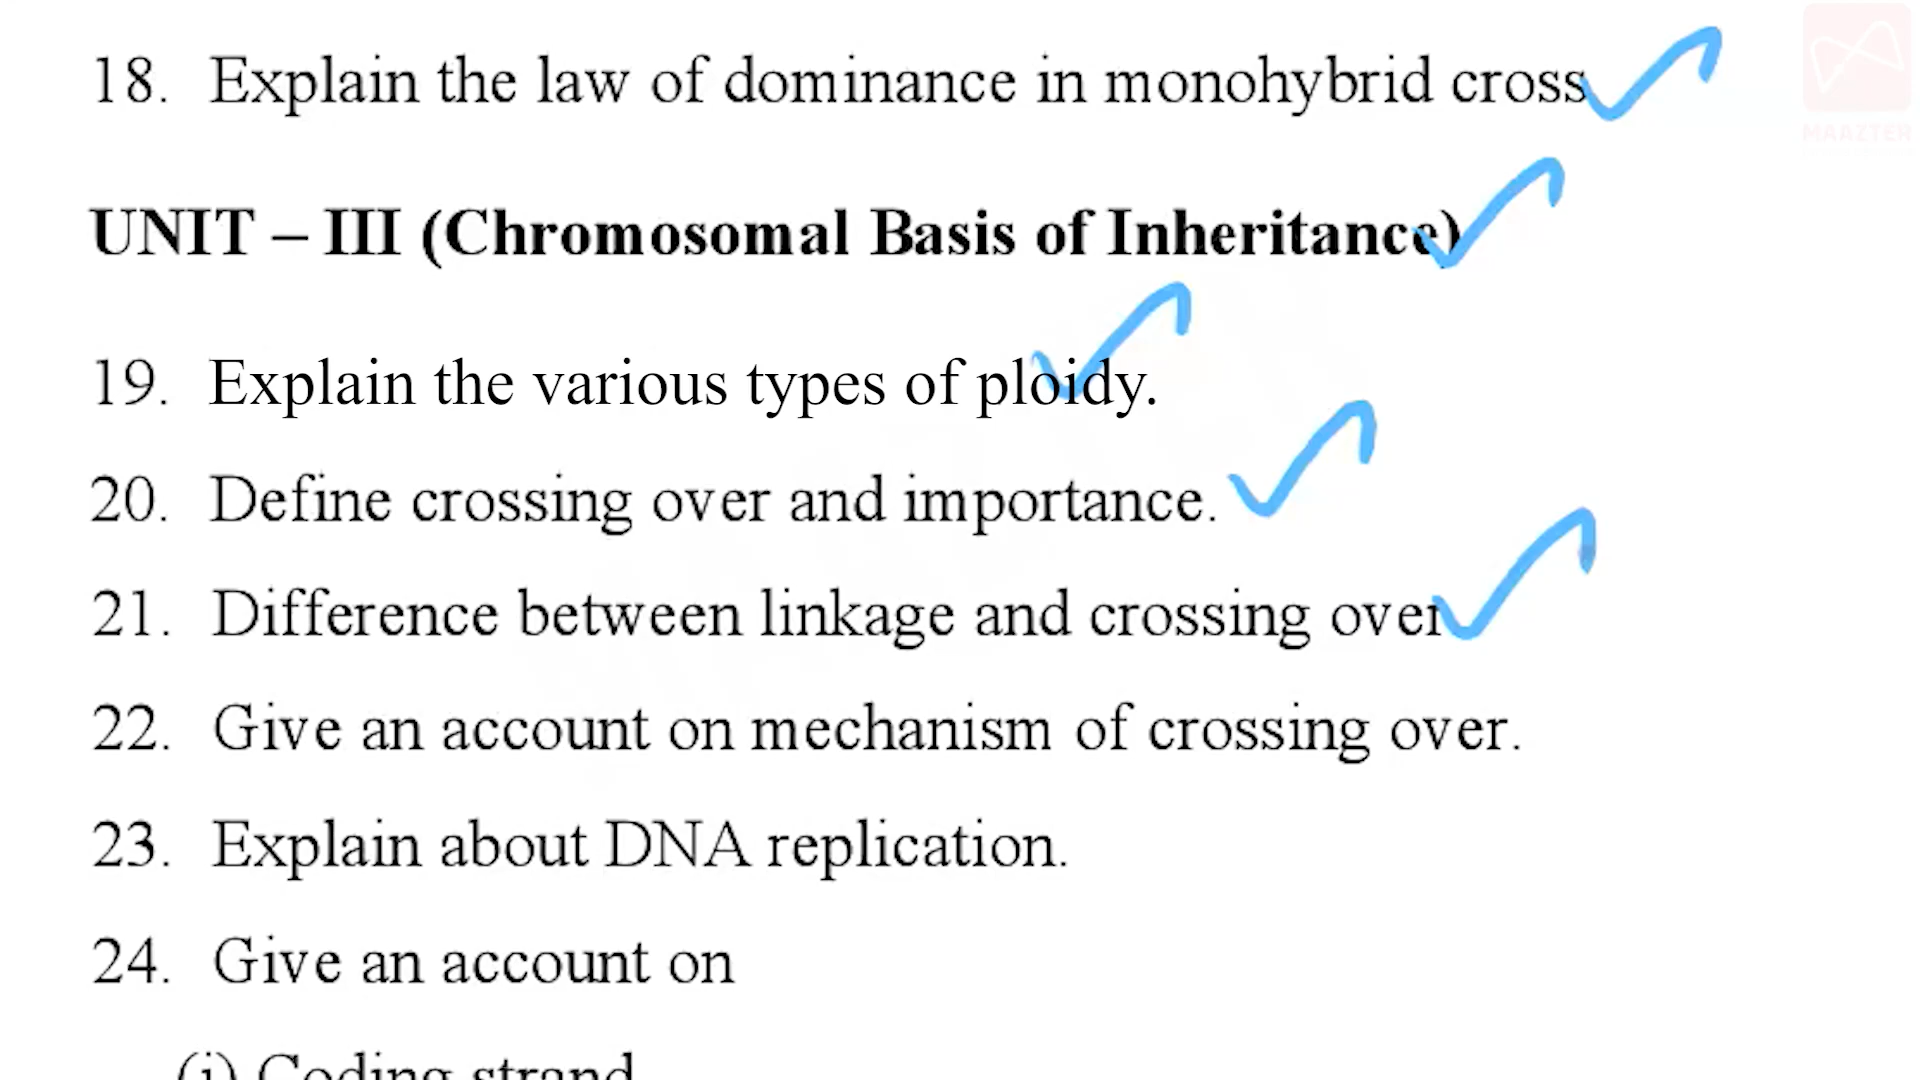 18. Explain the law of dominance in monohybrid cross
MAAZTER
UNIT – III (Chromosomal Basis of Inheritance)
19. Explain the various types of ploidy.
20. Define crossing over and importance.
21. Difference between linkage and crossing over
22. Give an account on mechanism of crossing over.
23. Explain about DNA replication.
24. Give an account on
(i) Coding strand